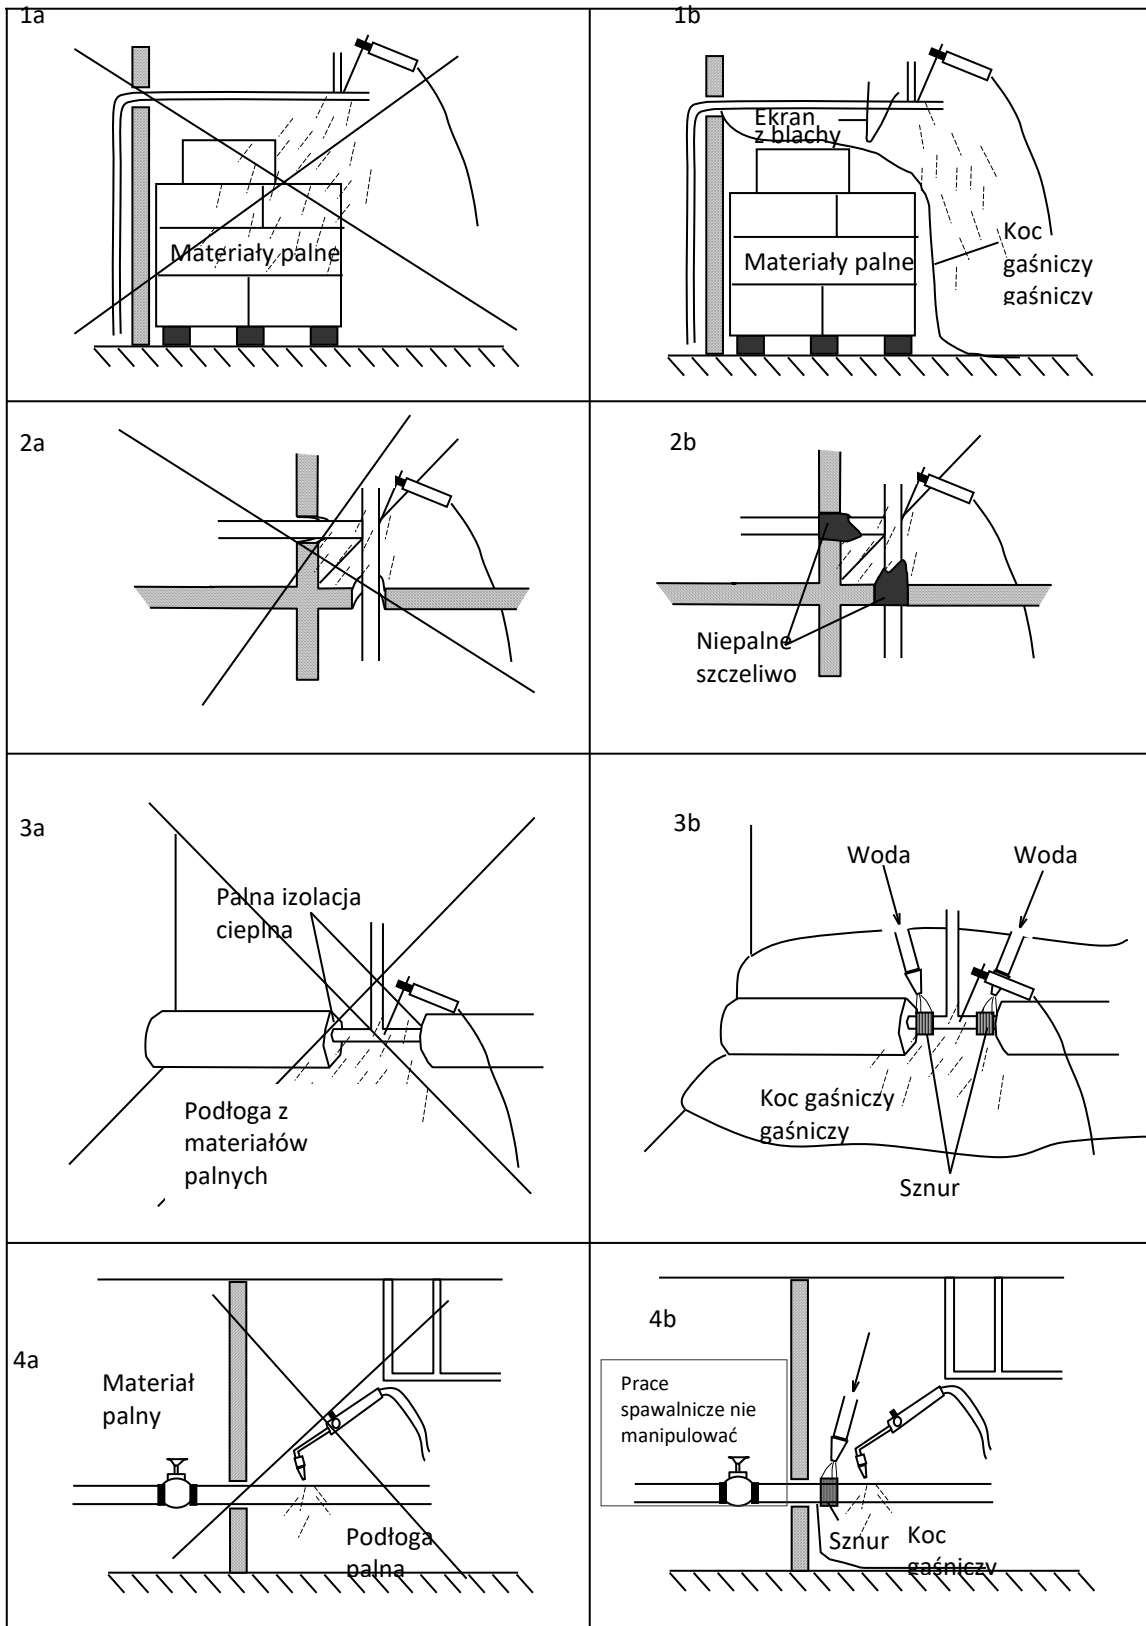 1a
Materiały palne
1b
Ekran
z blachy
Materiały palne
Koc
gaśniczy
gaśniczy
2a
2b
Niepalne
szczeliwo
3a
Palna izolacja
cieplna
Podłoga z
materiałów
palnych
3b
Woda
Woda
Koc gaśniczy
gaśniczy
Sznur
4a
Materiał
palny
Podłoga
palna
4b
Prace
spawalnicze nie
manipulować
Sznur
Koc
gaśniczy